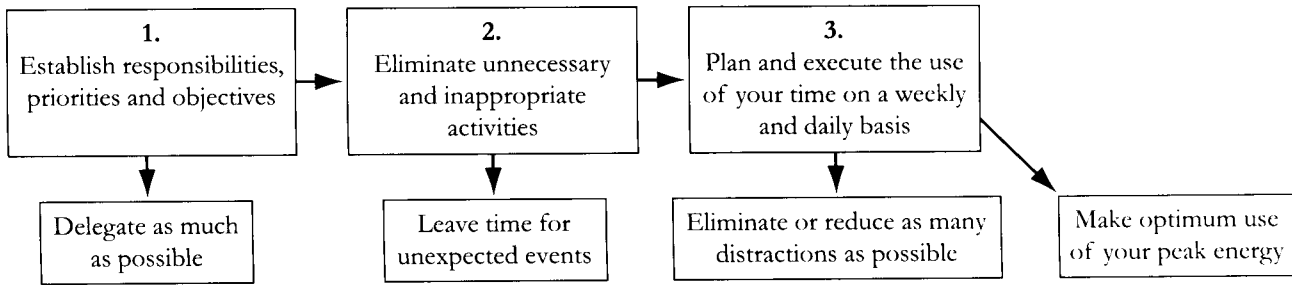 1.
Establish responsibilities,
priorities and objectives
2.
Eliminate unnecessary
and inappropriate
activities
3.
Plan and execute the use
of your time on a weekly
and daily basis
Delegate as much
as possible
Leave time for
unexpected events
Eliminate or reduce as many
distractions as possible
Make optimum use
of your peak energy